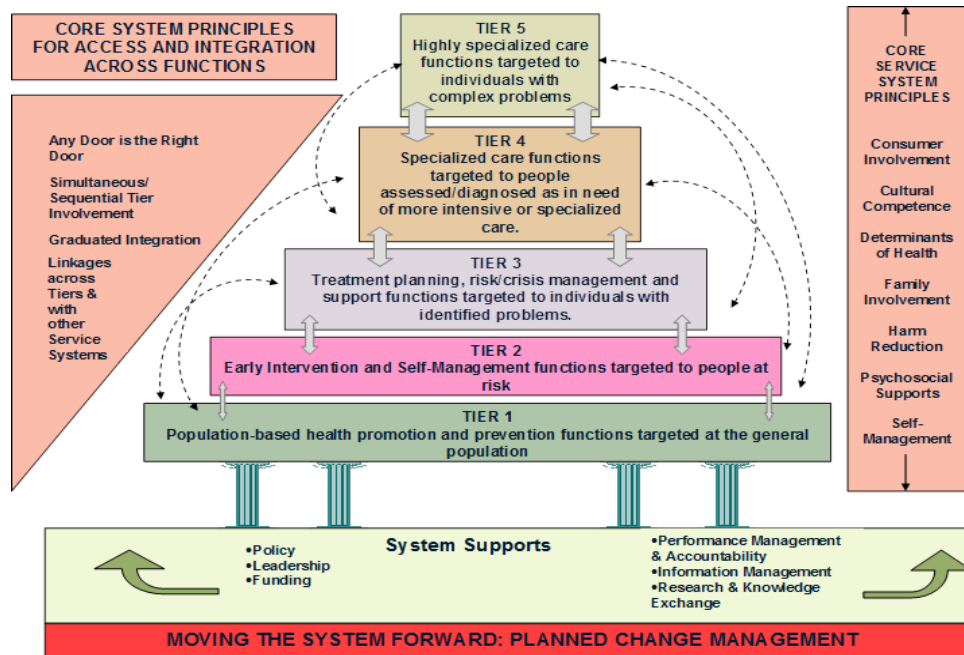 CORE SYSTEM PRINCIPLES
FOR ACCESS AND INTEGRATION
ACROSS FUNCTIONS
Any Door is the Right
Door
Simultaneous/
Sequential Tier
Involvement
Graduated Integration
Linkages
across
Tiers &
with
other
Service
Systems
TIER 5
Highly specialized care
functions targeted to
individuals with
complex problems
TIER 4
Specialized care functions
targeted to people
assessed/diagnosed as in need
of more intensive or specialized
care.
TIER 3
Treatment planning, risk/crisis management and
support functions targeted to individuals with
identified problems.
TIER 2
Early Intervention and Self-Management functions targeted to people at
risk
TIER 1
Population-based health promotion and prevention functions targeted at the general
population
CORE
SERVICE
SYSTEM
PRINCIPLES
Consumer
Involvement
Cultural
Competence
Determinants
of Health
Family
Involvement
Harm
Reduction
Psychosocial
Supports
Self-
Management
System Supports
•Policy
•Leadership
•Funding
•Performance Management
& Accountability
•Information Management
•Research & Knowledge
Exchange
MOVING THE SYSTEM FORWARD: PLANNED CHANGE MANAGEMENT